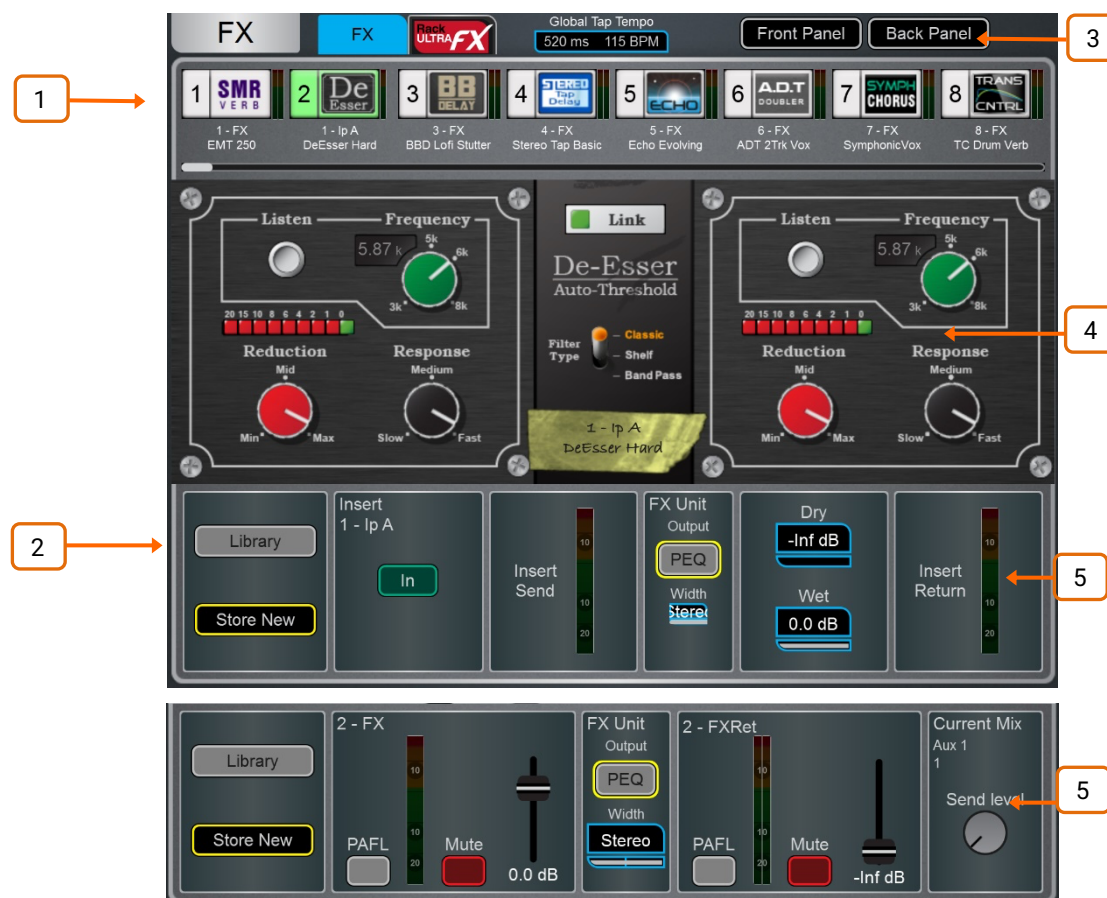 FX
FX
Rack
ULTRA FX
Global Tap Tempo
520 ms 115 BPM
Front Panel
Back Panel
3
1
1 SMR VERB
2 De Esser
3 BB DELAY
4 STEREO Tap Delay
5 ECHO
6 A.D.T DOUBLER
7 SYMPH CHORUS
8 TRANS CNTRL
1 - FX
EMT 250
1 - Ip A
DeEsser Hard
3 - FX
BBD Lofi Stutter
4 - FX
Stereo Tap Basic
5 - FX
Echo Evolving
6 - FX
ADT 2Trk Vox
7 - FX
SymphonicVox
8 - FX
TC Drum Verb
Listen
Frequency
5.87 k
5k
6k
3k
8k
20 15 10 8 6 4 2 1 0
Reduction
Mid
Min
Max
Response
Medium
Slow
Fast
Link
De-Esser
Auto-Threshold
Filter
Type
Classic
Shelf
Band Pass
1 - Ip A
DeEsser Hard
Listen
Frequency
5.87 k
5k
6k
3k
8k
20 15 10 8 6 4 2 1 0
Reduction
Mid
Min
Max
Response
Medium
Slow
Fast
4
2
Library
Store New
Insert
1 - Ip A
In
Insert
Send
10
10
20
FX Unit
Output
PEQ
Width
Stereo
Dry
-Inf dB
Wet
0.0 dB
Insert
Return
10
10
20
5
Library
Store New
2 - FX
10
10
20
PAFL
Mute
0.0 dB
FX Unit
Output
PEQ
Width
Stereo
2 - FXRet
10
10
20
PAFL
Mute
-Inf dB
Current Mix
Aux 1
1
Send level
5